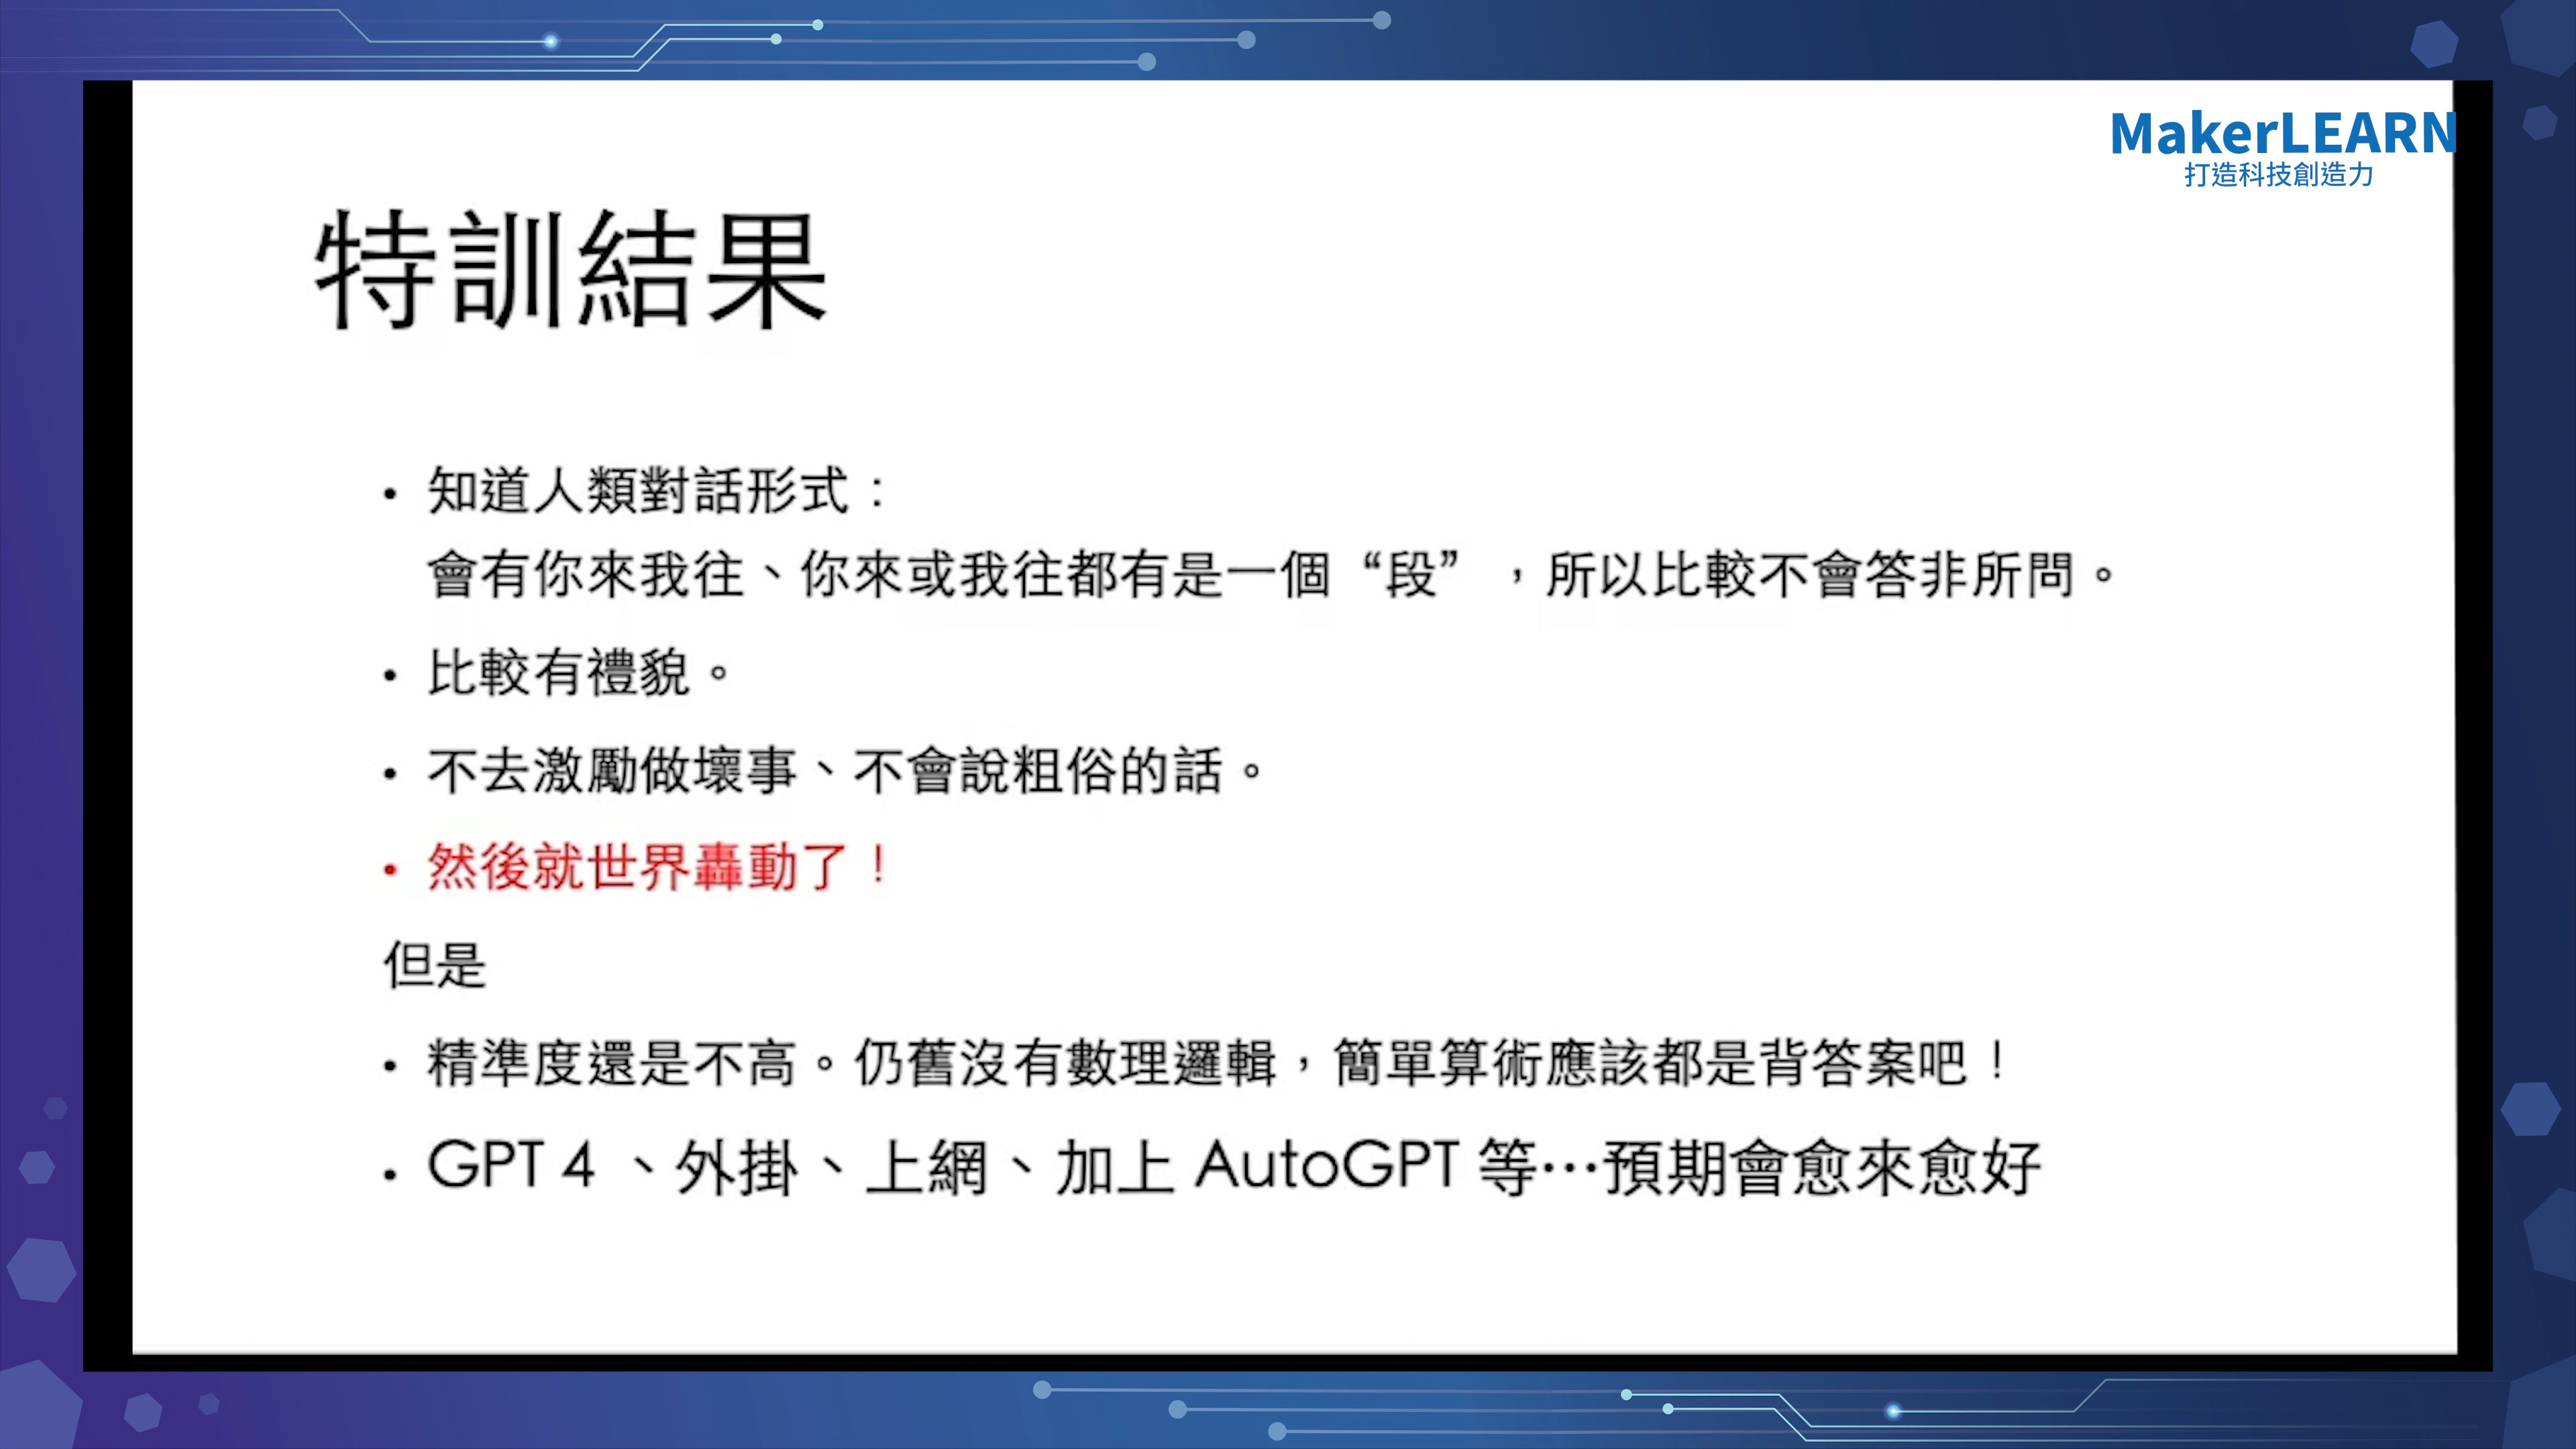 MakerLEARN
打造科技創造力
特訓結果
• 知道人類對話形式：
會有你來我往、你來或我往都有是一個“段”，所以比較不會答非所問。
• 比較有禮貌。
• 不去激勵做壞事、不會說粗俗的話。
• 然後就世界轟動了！
但是
• 精準度還是不高。仍舊沒有數理邏輯，簡單算術應該都是背答案吧！
• GPT 4 、外掛、上網、加上 AutoGPT 等…預期會愈來愈好